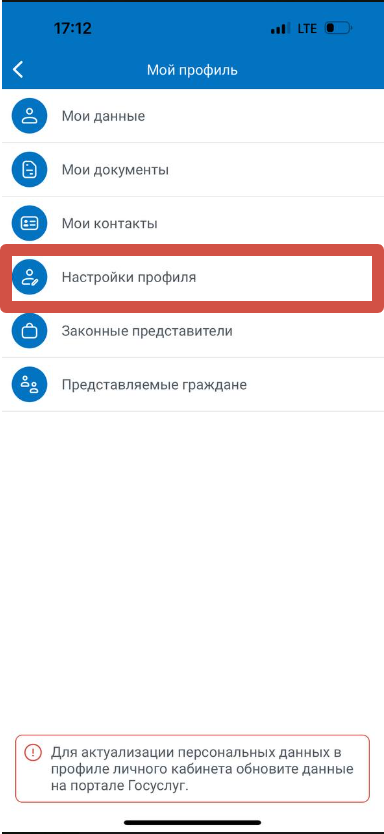 17:12 LTE
Мой профиль
Мои данные
Мои документы
Мои контакты
Настройки профиля
Законные представители
Представляемые граждане
Для актуализации персональных данных в
профиле личного кабинета обновите данные
на портале Госуслуг.